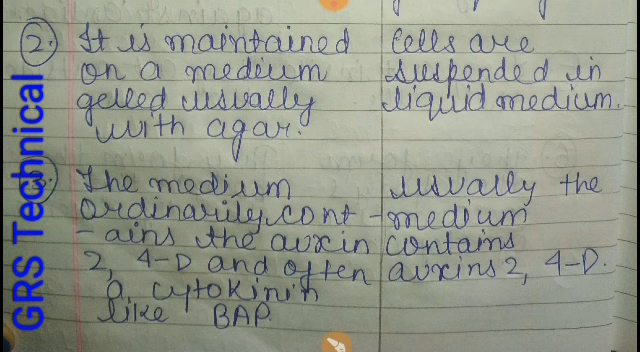 GRS Technical
2. It is maintained
on a medium
gelled usually
with agar.
Cells are
suspended in
liquid medium.
3. The medium
ordinarily cont
- ains the auxin
2, 4-D and often
a cytokinin
like BAP
usually the
- medium
contains
auxins 2, 4-D.